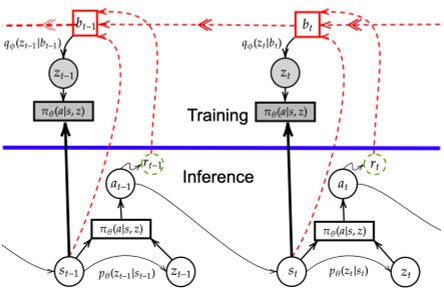 b_{t-1} b_t
q_ϕ(z_{t-1}|b_{t-1}) q_ϕ(z_t|b_t)
z_{t-1} z_t
π_θ(a|s,z) Training π_θ(a|s,z)
r_{t-1} Inference r_t
a_{t-1} a_t
π_θ(a|s,z) π_θ(a|s,z)
s_{t-1} p_θ(z_{t-1}|s_{t-1}) z_{t-1} s_t p_θ(z_t|s_t) z_t